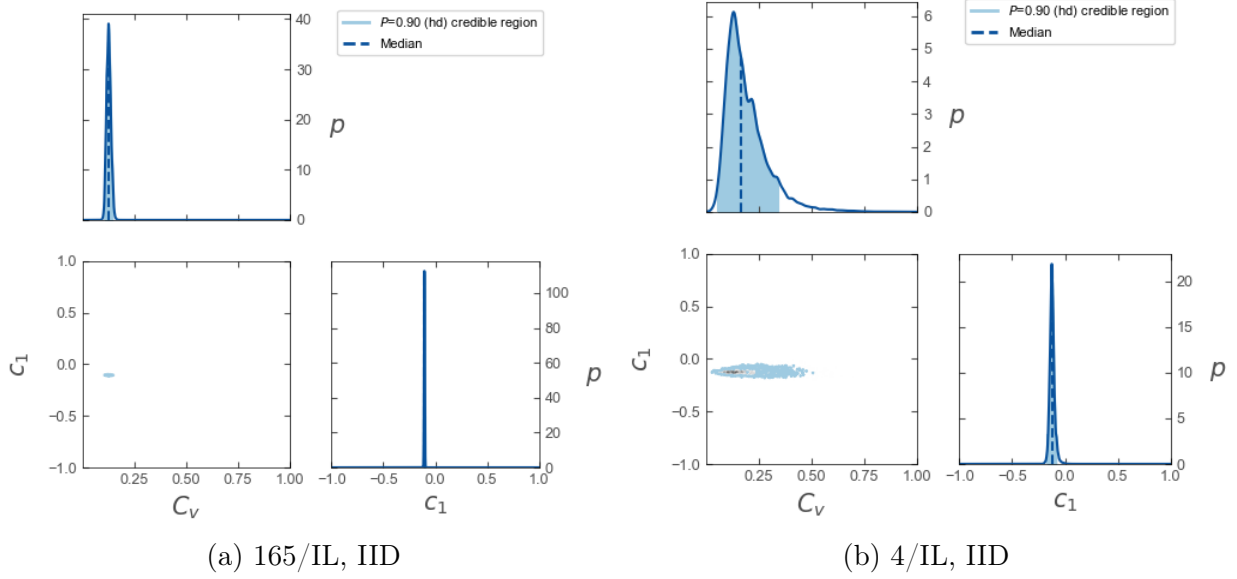 40
30
20
10
0
p
P=0.90 (hd) credible region
Median
1.0
0.5
0.0
−0.5
−1.0
c1
0.25 0.50 0.75 1.00
Cv
100
80
60
40
20
0
p
−1.0 −0.5 0.0 0.5 1.0
c1
(a) 165/IL, IID
6
5
4
3
2
1
0
p
P=0.90 (hd) credible region
Median
1.0
0.5
0.0
−0.5
−1.0
c1
0.25 0.50 0.75 1.00
Cv
20
15
10
5
0
p
−1.0 −0.5 0.0 0.5 1.0
c1
(b) 4/IL, IID